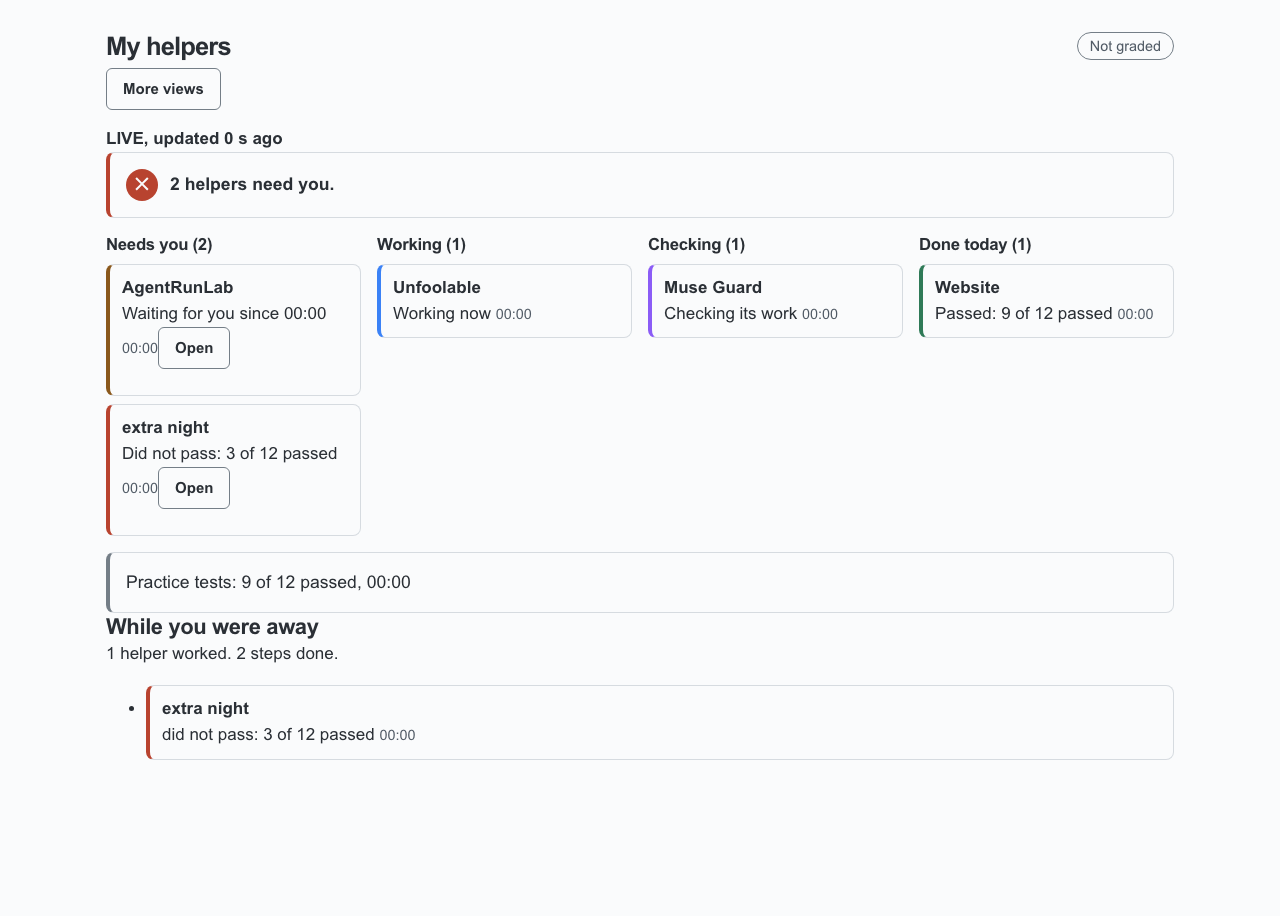 My helpers
Not graded
More views
LIVE, updated 0 s ago
2 helpers need you.
Needs you (2)
AgentRunLab
Waiting for you since 00:00
00:00 Open
extra night
Did not pass: 3 of 12 passed
00:00 Open
Working (1)
Unfoolable
Working now 00:00
Checking (1)
Muse Guard
Checking its work 00:00
Done today (1)
Website
Passed: 9 of 12 passed 00:00
Practice tests: 9 of 12 passed, 00:00
While you were away
1 helper worked. 2 steps done.
extra night
did not pass: 3 of 12 passed 00:00